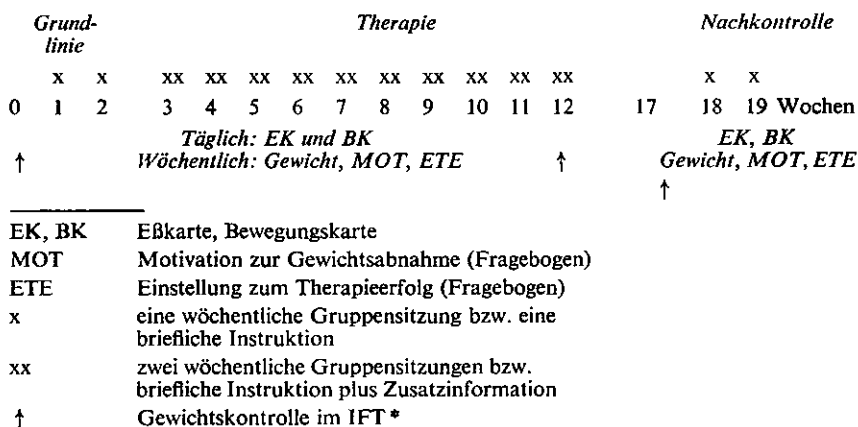 Grund- Therapie Nachkontrolle
linie
x x xx xx xx xx xx xx xx xx xx xx x x
0 1 2 3 4 5 6 7 8 9 10 11 12 17 18 19 Wochen
Täglich: EK und BK EK, BK
↑ Wöchentlich: Gewicht, MOT, ETE ↑ Gewicht, MOT, ETE
↑
EK, BK Eßkarte, Bewegungskarte
MOT Motivation zur Gewichtsabnahme (Fragebogen)
ETE Einstellung zum Therapieerfolg (Fragebogen)
x eine wöchentliche Gruppensitzung bzw. eine
briefliche Instruktion
xx zwei wöchentliche Gruppensitzungen bzw.
briefliche Instruktion plus Zusatzinformation
↑ Gewichtskontrolle im IFT *